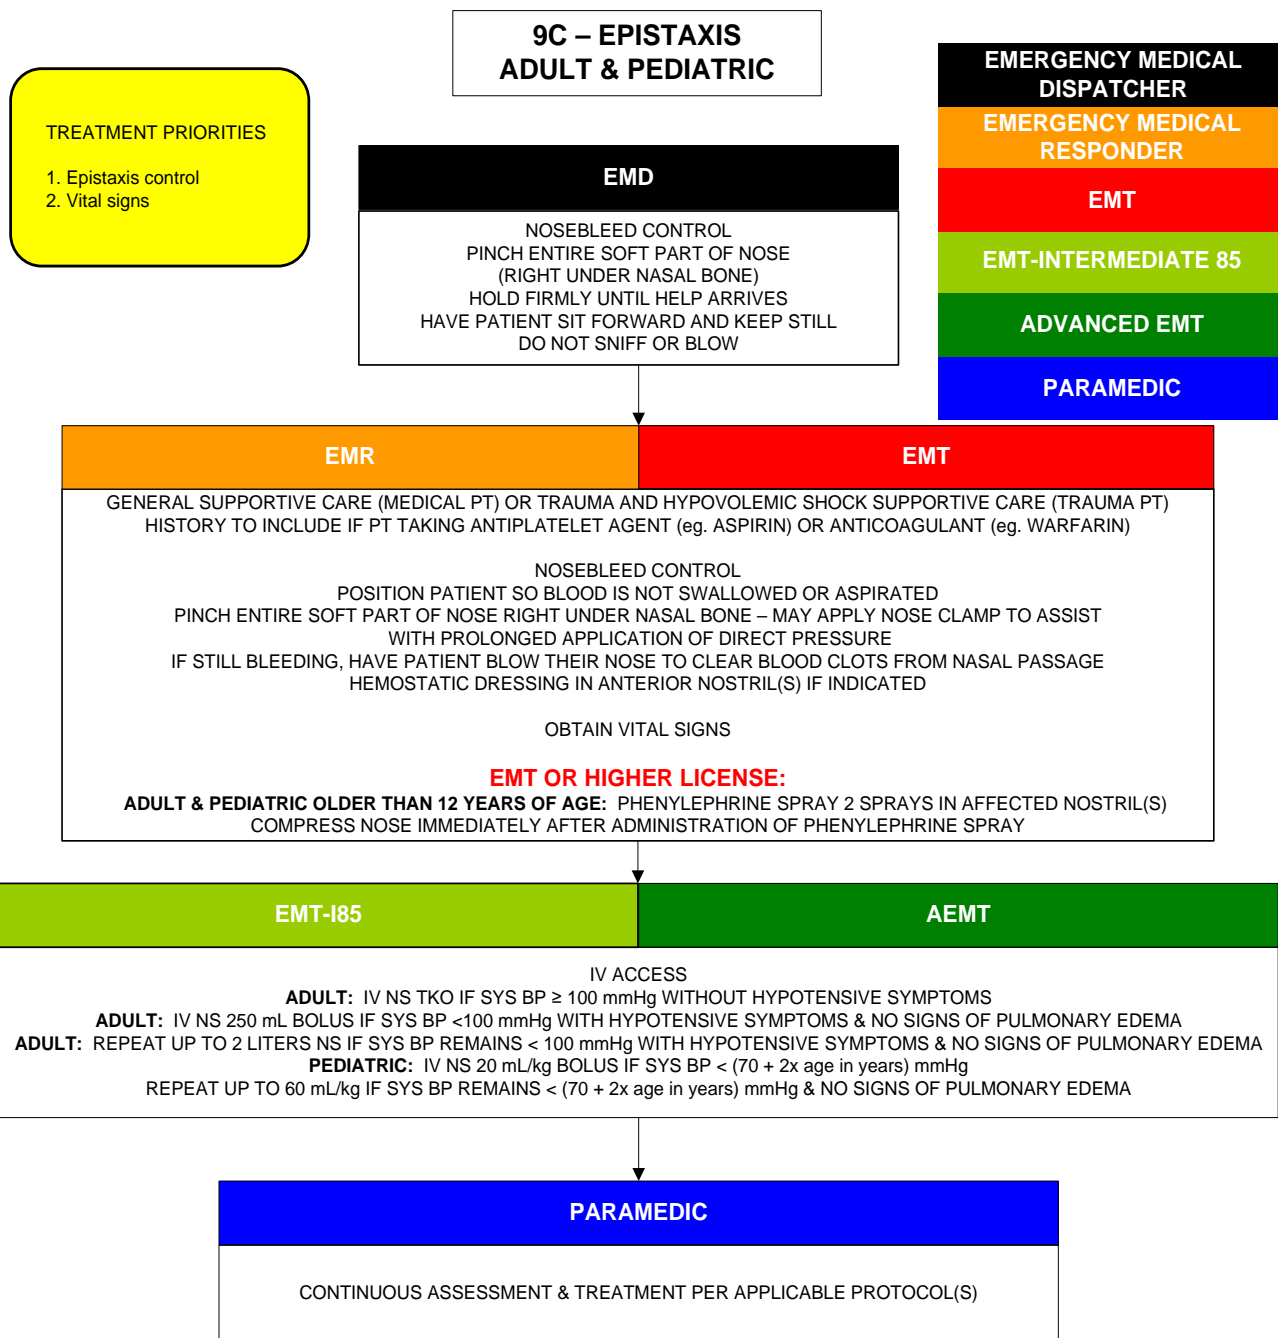 9C – EPISTAXIS
ADULT & PEDIATRIC
TREATMENT PRIORITIES
1. Epistaxis control
2. Vital signs
EMERGENCY MEDICAL
DISPATCHER
EMERGENCY MEDICAL
RESPONDER
EMT
EMT-INTERMEDIATE 85
ADVANCED EMT
PARAMEDIC
EMD
NOSEBLEED CONTROL
PINCH ENTIRE SOFT PART OF NOSE
(RIGHT UNDER NASAL BONE)
HOLD FIRMLY UNTIL HELP ARRIVES
HAVE PATIENT SIT FORWARD AND KEEP STILL
DO NOT SNIFF OR BLOW
EMR
EMT
GENERAL SUPPORTIVE CARE (MEDICAL PT) OR TRAUMA AND HYPOVOLEMIC SHOCK SUPPORTIVE CARE (TRAUMA PT)
HISTORY TO INCLUDE IF PT TAKING ANTIPLATELET AGENT (eg. ASPIRIN) OR ANTICOAGULANT (eg. WARFARIN)
NOSEBLEED CONTROL
POSITION PATIENT SO BLOOD IS NOT SWALLOWED OR ASPIRATED
PINCH ENTIRE SOFT PART OF NOSE RIGHT UNDER NASAL BONE – MAY APPLY NOSE CLAMP TO ASSIST
WITH PROLONGED APPLICATION OF DIRECT PRESSURE
IF STILL BLEEDING, HAVE PATIENT BLOW THEIR NOSE TO CLEAR BLOOD CLOTS FROM NASAL PASSAGE
HEMOSTATIC DRESSING IN ANTERIOR NOSTRIL(S) IF INDICATED
OBTAIN VITAL SIGNS
EMT OR HIGHER LICENSE:
ADULT & PEDIATRIC OLDER THAN 12 YEARS OF AGE: PHENYLEPHRINE SPRAY 2 SPRAYS IN AFFECTED NOSTRIL(S)
COMPRESS NOSE IMMEDIATELY AFTER ADMINISTRATION OF PHENYLEPHRINE SPRAY
EMT-I85
AEMT
IV ACCESS
ADULT: IV NS TKO IF SYS BP ≥ 100 mmHg WITHOUT HYPOTENSIVE SYMPTOMS
ADULT: IV NS 250 mL BOLUS IF SYS BP <100 mmHg WITH HYPOTENSIVE SYMPTOMS & NO SIGNS OF PULMONARY EDEMA
ADULT: REPEAT UP TO 2 LITERS NS IF SYS BP REMAINS < 100 mmHg WITH HYPOTENSIVE SYMPTOMS & NO SIGNS OF PULMONARY EDEMA
PEDIATRIC: IV NS 20 mL/kg BOLUS IF SYS BP < (70 + 2x age in years) mmHg
REPEAT UP TO 60 mL/kg IF SYS BP REMAINS < (70 + 2x age in years) mmHg & NO SIGNS OF PULMONARY EDEMA
PARAMEDIC
CONTINUOUS ASSESSMENT & TREATMENT PER APPLICABLE PROTOCOL(S)